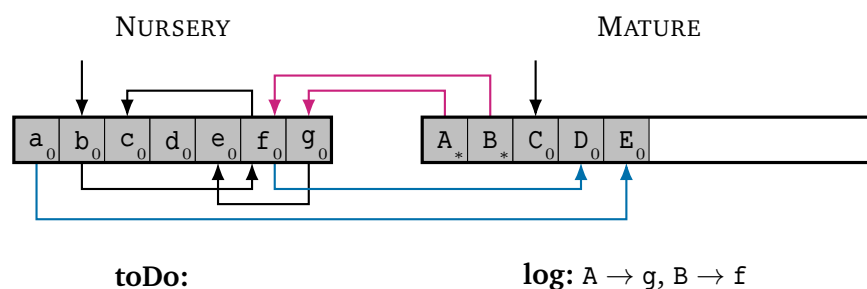 NURSERY MATURE
a₀ b₀ c₀ d₀ e₀ f₀ g₀ A* B* C₀ D₀ E₀
toDo: log: A → g, B → f